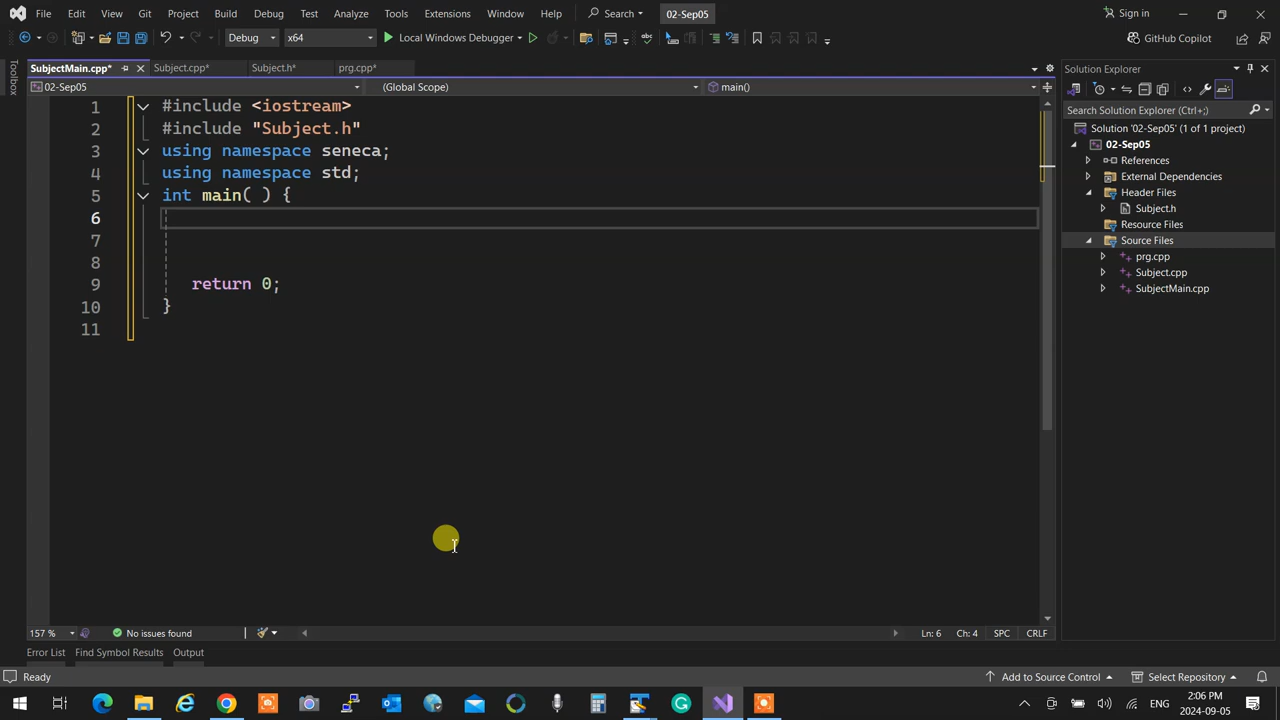 File Edit View Git Project Build Debug Test Analyze Tools Extensions Window Help Search 02-Sep05 Sign in
Debug x64 Local Windows Debugger GitHub Copilot
Toolbox
SubjectMain.cpp* Subject.cpp* Subject.h* prg.cpp*
02-Sep05 (Global Scope) main()
1 #include <iostream>
2 #include "Subject.h"
3 using namespace seneca;
4 using namespace std;
5 int main( ) {
6
7
8
9 return 0;
10 }
11
157 % No issues found Ln: 6 Ch: 4 SPC CRLF
Error List Find Symbol Results Output
Solution Explorer
Search Solution Explorer (Ctrl+;)
Solution '02-Sep05' (1 of 1 project)
02-Sep05
References
External Dependencies
Header Files
Subject.h
Resource Files
Source Files
prg.cpp
Subject.cpp
SubjectMain.cpp
Ready Add to Source Control Select Repository
ENG 2:06 PM
2024-09-05